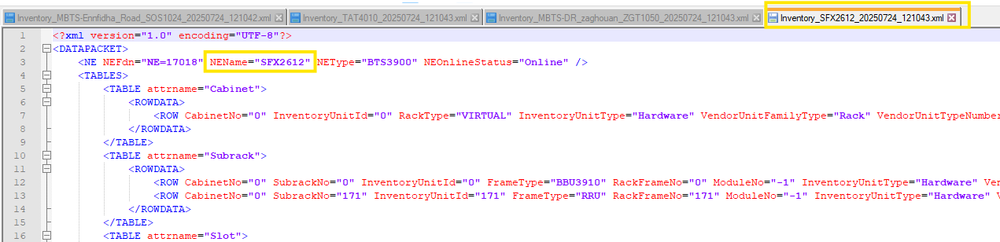 Inventory_MBTS-Ennfidha_Road_SOS1024_20250724_121042.xml Inventory_TAT4010_20250724_121043.xml Inventory_MBTS-DR_zaghouan_ZGT1050_20250724_121043.xml Inventory_SFX2612_20250724_121043.xml
1 <?xml version="1.0" encoding="UTF-8"?>
2 <DATAPACKET>
3 <NE NEFdn="NE=17018" NEName="SFX2612" NEType="BTS3900" NEOnlineStatus="Online" />
4 <TABLES>
5 <TABLE attrname="Cabinet">
6 <ROWDATA>
7 <ROW CabinetNo="0" InventoryUnitId="0" RackType="VIRTUAL" InventoryUnitType="Hardware" VendorUnitFamilyType="Rack" VendorUnitTypeNumber
8 </ROWDATA>
9 </TABLE>
10 <TABLE attrname="Subrack">
11 <ROWDATA>
12 <ROW CabinetNo="0" SubrackNo="0" InventoryUnitId="0" FrameType="BBU3910" RackFrameNo="0" ModuleNo="-1" InventoryUnitType="Hardware" Ven
13 <ROW CabinetNo="0" SubrackNo="171" InventoryUnitId="171" FrameType="RRU" RackFrameNo="171" ModuleNo="-1" InventoryUnitType="Hardware" V
14 </ROWDATA>
15 </TABLE>
16 <TABLE attrname="Slot">